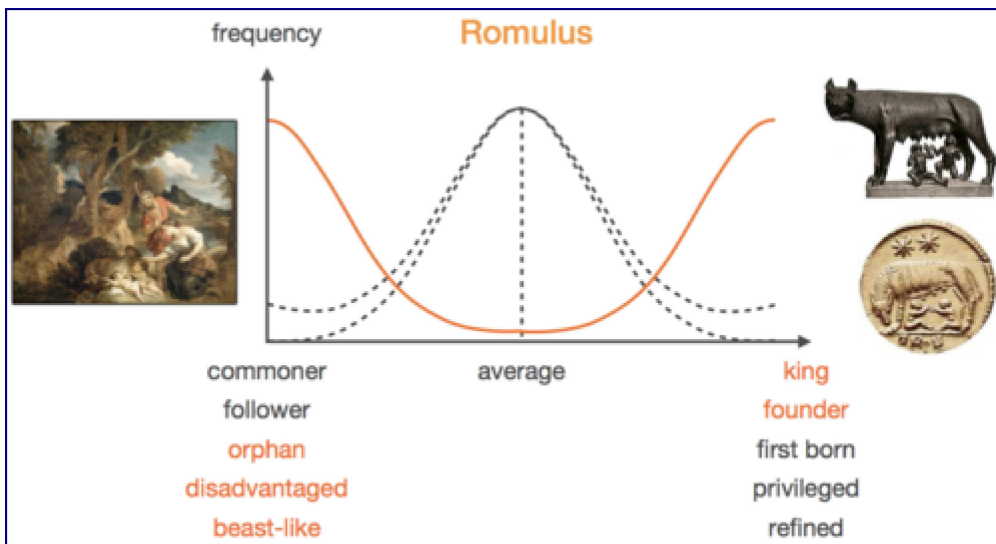 frequency
Romulus
commoner
average
king
follower
founder
orphan
first born
disadvantaged
privileged
beast-like
refined